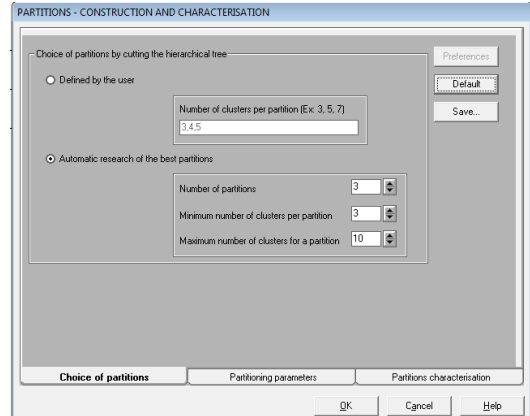 PARTITIONS - CONSTRUCTION AND CHARACTERISATION
Choice of partitions by cutting the hierarchical tree
Preferences
Defined by the user
Default
Number of clusters per partition (Ex: 3, 5, 7)
Save...
3,4,5
Automatic research of the best partitions
Number of partitions 3
Minimum number of clusters per partition 3
Maximum number of clusters for a partition 10
Choice of partitions Partitioning parameters Partitions characterisation
OK Cancel Help